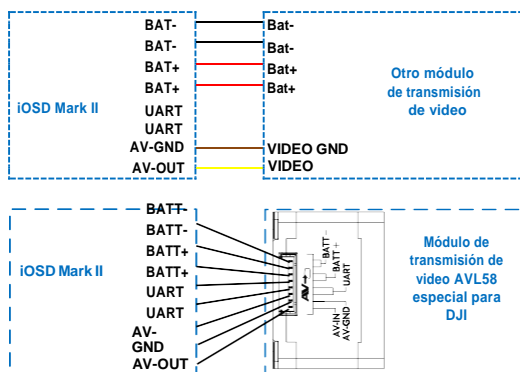 BAT-
Bat-
BAT-
Bat-
BAT+
Bat+
BAT+
Bat+
iOSD Mark II
UART
UART
AV-GND
VIDEO GND
AV-OUT
VIDEO
Otro módulo
de transmisión
de video
BATT-
BATT-
BATT+
BATT+
iOSD Mark II
UART
UART
AV-
GND
AV-OUT
BATT-
BATT+
UART
AV-IN
AV-GND
AV
Módulo de
transmisión de
video AVL58
especial para
DJI